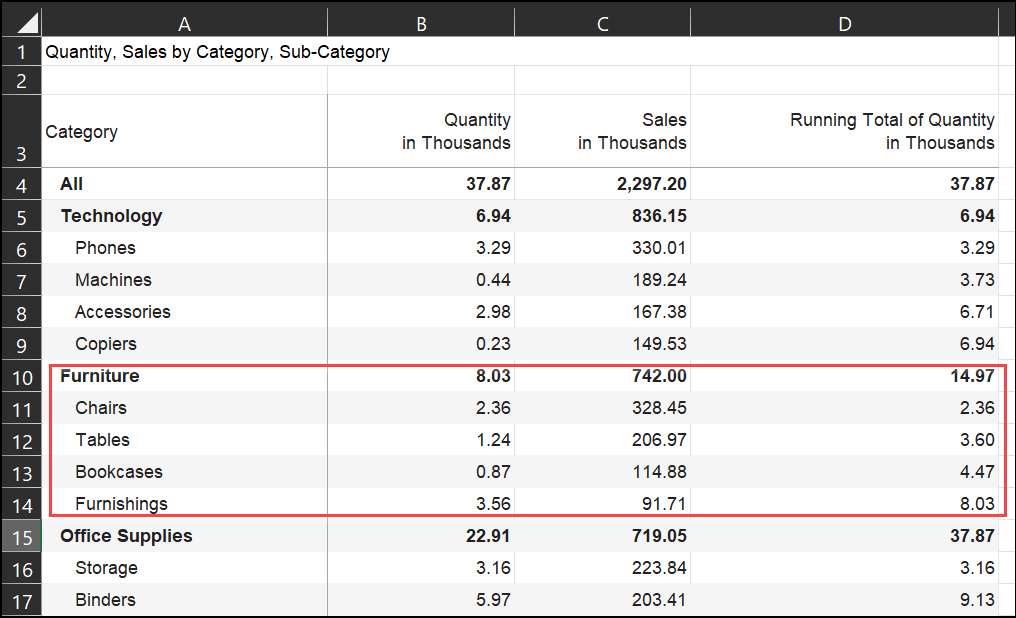 A B C D
1 Quantity, Sales by Category, Sub-Category
2
3 Category Quantity in Thousands Sales in Thousands Running Total of Quantity in Thousands
4 All 37.87 2,297.20 37.87
5 Technology 6.94 836.15 6.94
6 Phones 3.29 330.01 3.29
7 Machines 0.44 189.24 3.73
8 Accessories 2.98 167.38 6.71
9 Copiers 0.23 149.53 6.94
10 Furniture 8.03 742.00 14.97
11 Chairs 2.36 328.45 2.36
12 Tables 1.24 206.97 3.60
13 Bookcases 0.87 114.88 4.47
14 Furnishings 3.56 91.71 8.03
15 Office Supplies 22.91 719.05 37.87
16 Storage 3.16 223.84 3.16
17 Binders 5.97 203.41 9.13